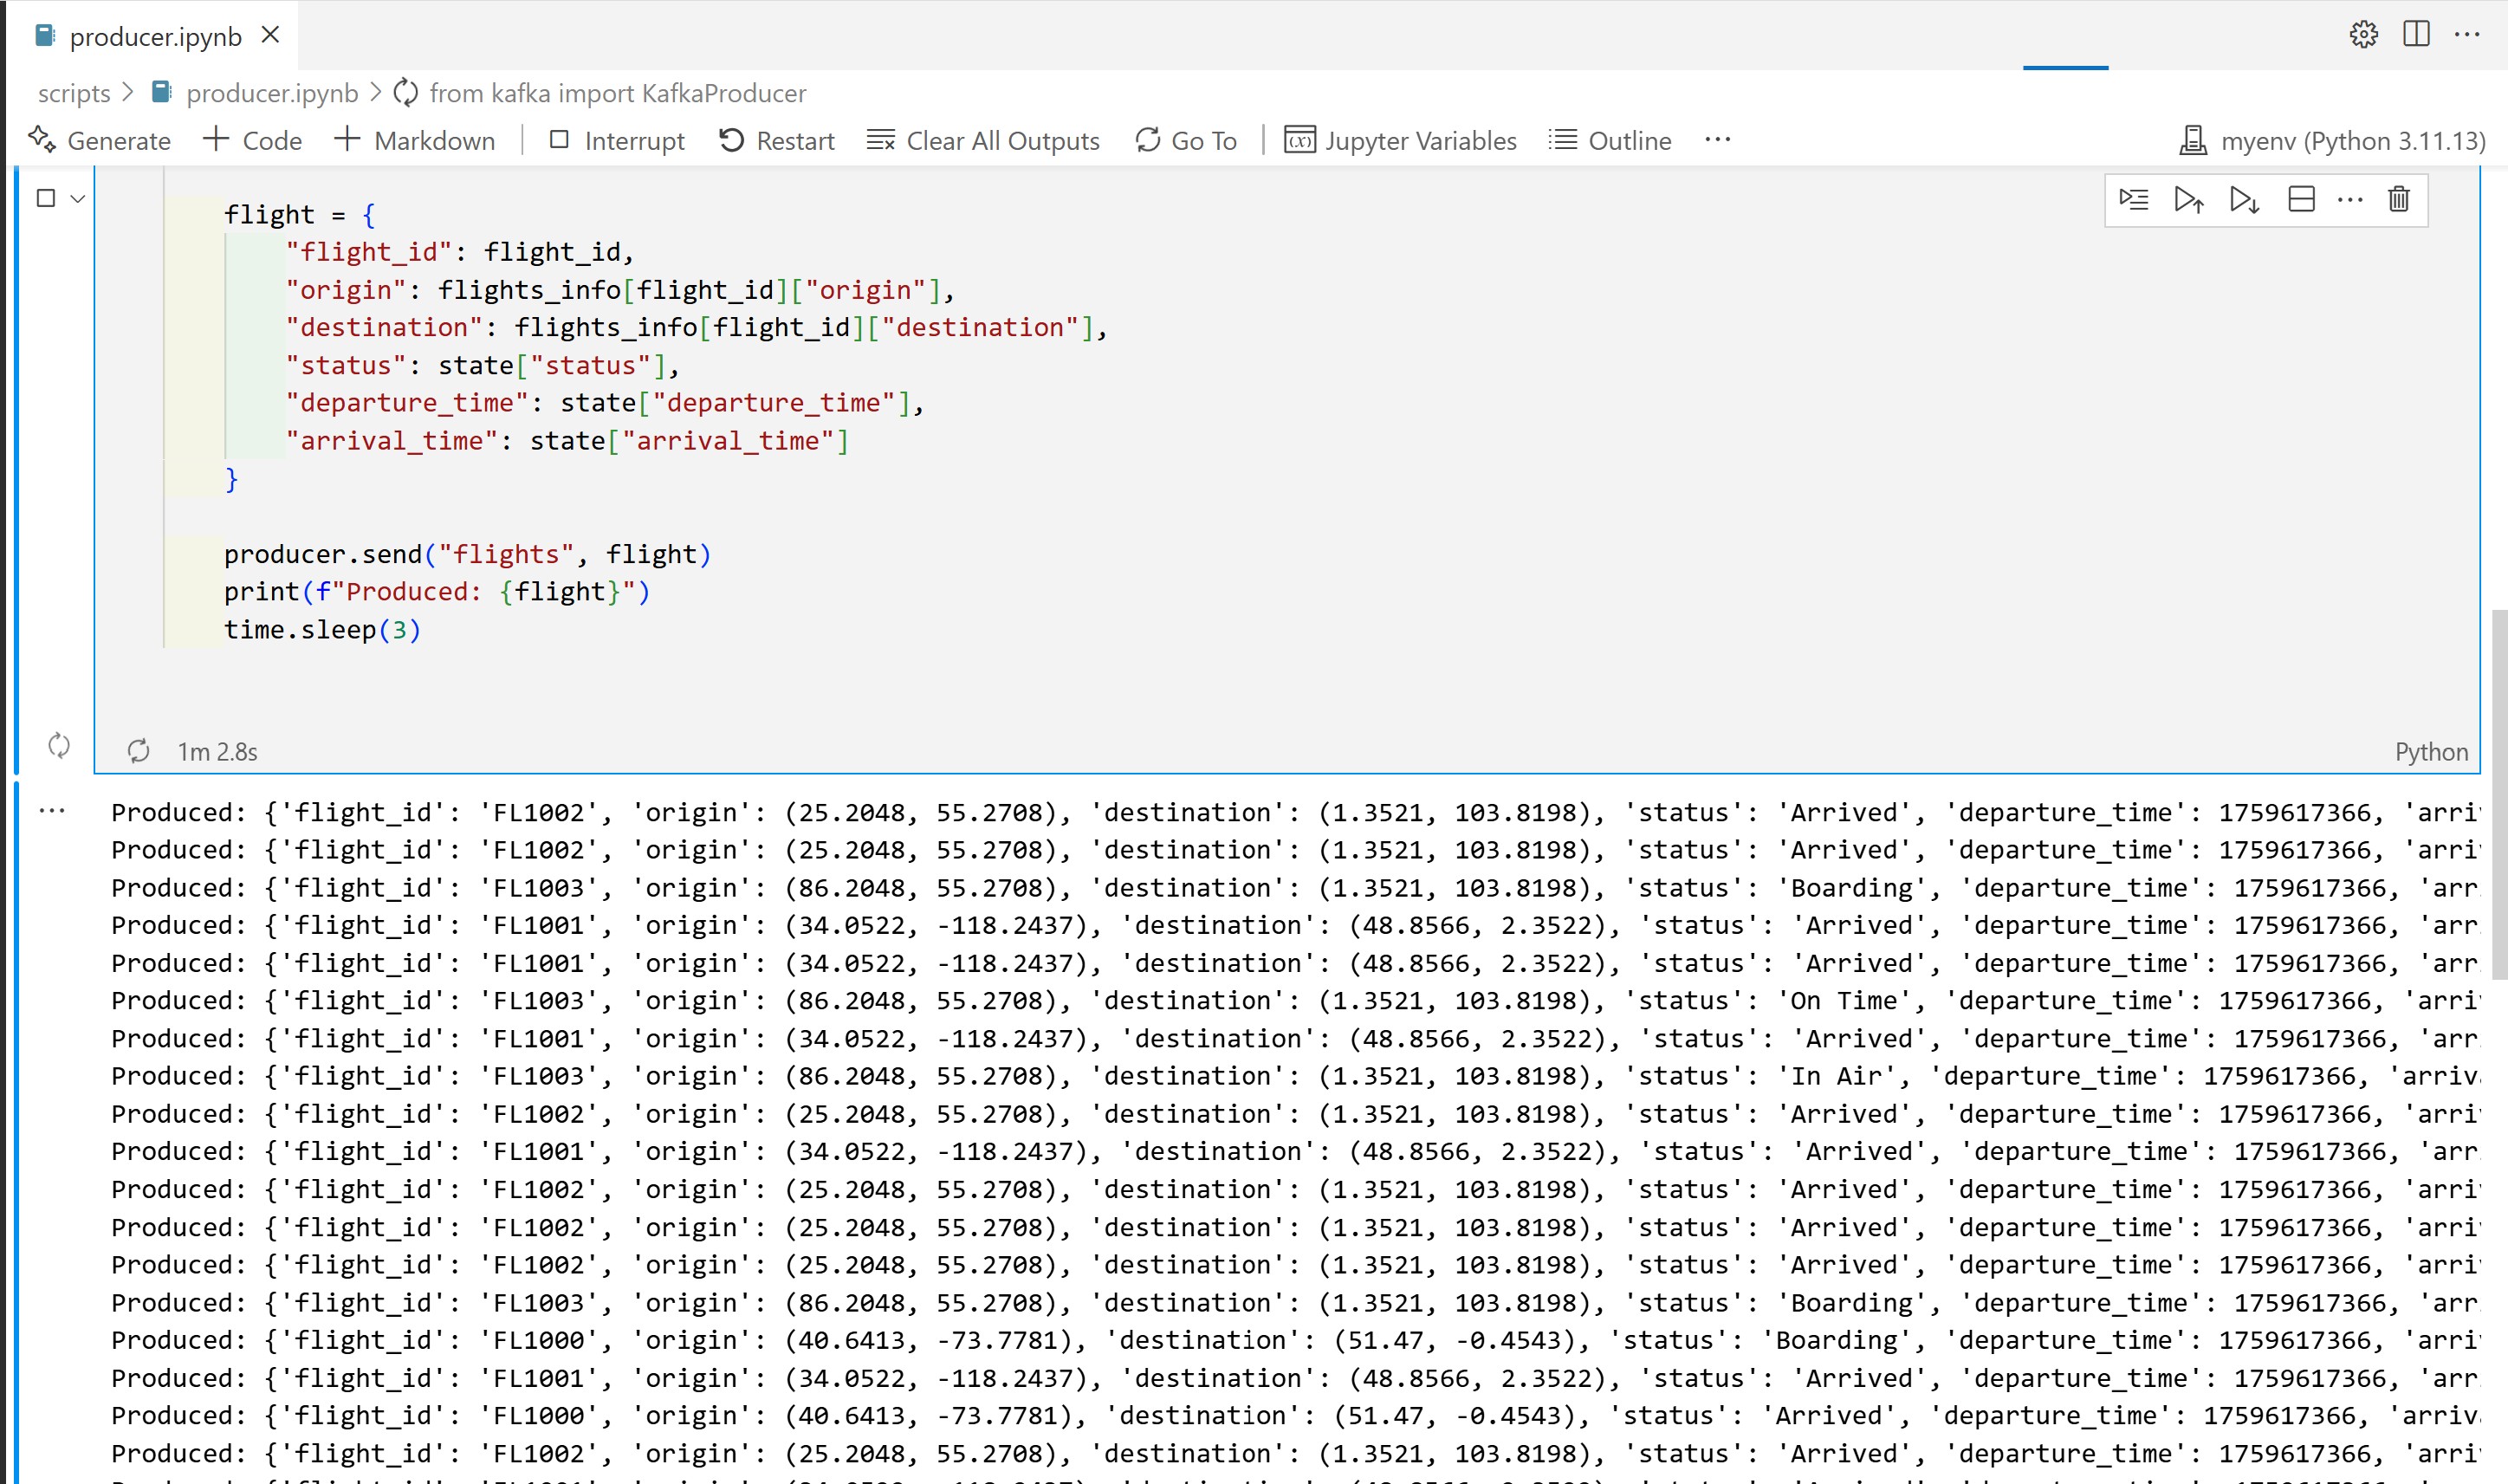 producer.ipynb
scripts > producer.ipynb > from kafka import KafkaProducer
Generate + Code + Markdown | Interrupt Restart Clear All Outputs Go To | Jupyter Variables Outline ... myenv (Python 3.11.13)
flight = {
"flight_id": flight_id,
"origin": flights_info[flight_id]["origin"],
"destination": flights_info[flight_id]["destination"],
"status": state["status"],
"departure_time": state["departure_time"],
"arrival_time": state["arrival_time"]
}
producer.send("flights", flight)
print(f"Produced: {flight}")
time.sleep(3)
1m 2.8s Python
Produced: {'flight_id': 'FL1002', 'origin': (25.2048, 55.2708), 'destination': (1.3521, 103.8198), 'status': 'Arrived', 'departure_time': 1759617366, 'arri
Produced: {'flight_id': 'FL1002', 'origin': (25.2048, 55.2708), 'destination': (1.3521, 103.8198), 'status': 'Arrived', 'departure_time': 1759617366, 'arri
Produced: {'flight_id': 'FL1003', 'origin': (86.2048, 55.2708), 'destination': (1.3521, 103.8198), 'status': 'Boarding', 'departure_time': 1759617366, 'arr
Produced: {'flight_id': 'FL1001', 'origin': (34.0522, -118.2437), 'destination': (48.8566, 2.3522), 'status': 'Arrived', 'departure_time': 1759617366, 'arr
Produced: {'flight_id': 'FL1001', 'origin': (34.0522, -118.2437), 'destination': (48.8566, 2.3522), 'status': 'Arrived', 'departure_time': 1759617366, 'arr
Produced: {'flight_id': 'FL1003', 'origin': (86.2048, 55.2708), 'destination': (1.3521, 103.8198), 'status': 'On Time', 'departure_time': 1759617366, 'arri
Produced: {'flight_id': 'FL1001', 'origin': (34.0522, -118.2437), 'destination': (48.8566, 2.3522), 'status': 'Arrived', 'departure_time': 1759617366, 'arr
Produced: {'flight_id': 'FL1003', 'origin': (86.2048, 55.2708), 'destination': (1.3521, 103.8198), 'status': 'In Air', 'departure_time': 1759617366, 'arriv
Produced: {'flight_id': 'FL1002', 'origin': (25.2048, 55.2708), 'destination': (1.3521, 103.8198), 'status': 'Arrived', 'departure_time': 1759617366, 'arri
Produced: {'flight_id': 'FL1001', 'origin': (34.0522, -118.2437), 'destination': (48.8566, 2.3522), 'status': 'Arrived', 'departure_time': 1759617366, 'arr
Produced: {'flight_id': 'FL1002', 'origin': (25.2048, 55.2708), 'destination': (1.3521, 103.8198), 'status': 'Arrived', 'departure_time': 1759617366, 'arri
Produced: {'flight_id': 'FL1002', 'origin': (25.2048, 55.2708), 'destination': (1.3521, 103.8198), 'status': 'Arrived', 'departure_time': 1759617366, 'arri
Produced: {'flight_id': 'FL1002', 'origin': (25.2048, 55.2708), 'destination': (1.3521, 103.8198), 'status': 'Arrived', 'departure_time': 1759617366, 'arri
Produced: {'flight_id': 'FL1003', 'origin': (86.2048, 55.2708), 'destination': (1.3521, 103.8198), 'status': 'Boarding', 'departure_time': 1759617366, 'arr
Produced: {'flight_id': 'FL1000', 'origin': (40.6413, -73.7781), 'destination': (51.47, -0.4543), 'status': 'Boarding', 'departure_time': 1759617366, 'arri
Produced: {'flight_id': 'FL1001', 'origin': (34.0522, -118.2437), 'destination': (48.8566, 2.3522), 'status': 'Arrived', 'departure_time': 1759617366, 'arr
Produced: {'flight_id': 'FL1000', 'origin': (40.6413, -73.7781), 'destination': (51.47, -0.4543), 'status': 'Arrived', 'departure_time': 1759617366, 'arriv
Produced: {'flight_id': 'FL1002', 'origin': (25.2048, 55.2708), 'destination': (1.3521, 103.8198), 'status': 'Arrived', 'departure_time': 1759617366, 'arri